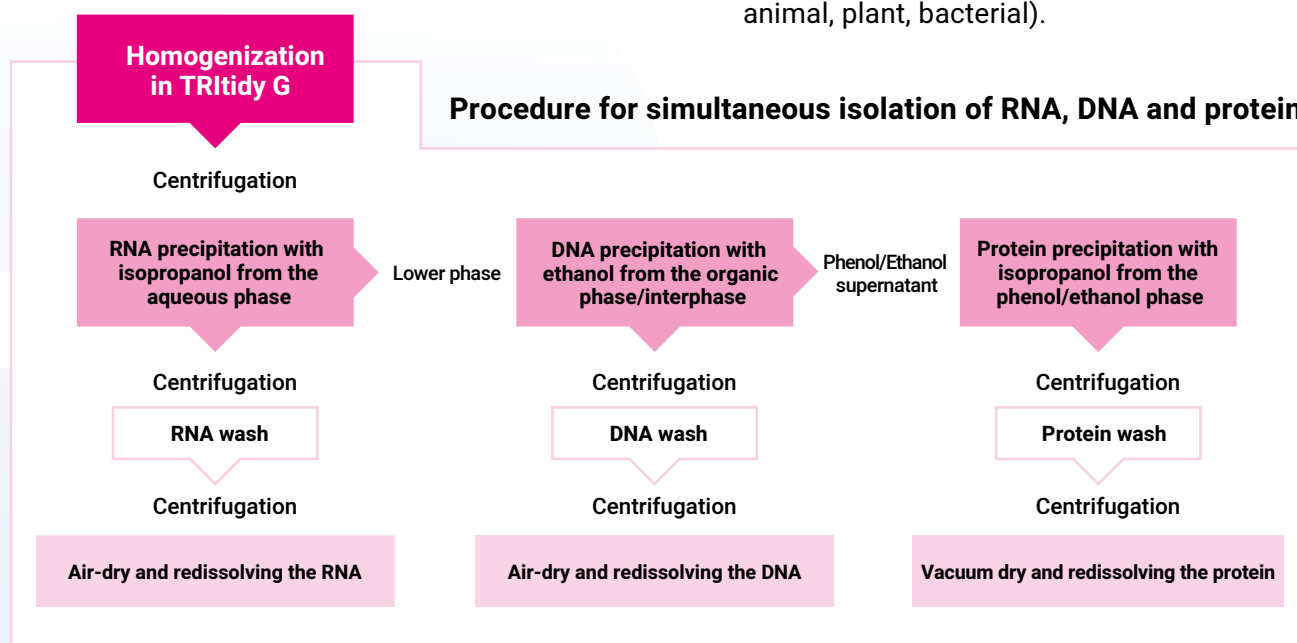 animal, plant, bacterial).
Homogenization
in TRItidy G
Procedure for simultaneous isolation of RNA, DNA and protein
Centrifugation
RNA precipitation with
isopropanol from the
aqueous phase
Lower phase
DNA precipitation with
ethanol from the organic
phase/interphase
Phenol/Ethanol
supernatant
Protein precipitation with
isopropanol from the
phenol/ethanol phase
Centrifugation
Centrifugation
Centrifugation
RNA wash
DNA wash
Protein wash
Centrifugation
Centrifugation
Centrifugation
Air-dry and redissolving the RNA
Air-dry and redissolving the DNA
Vacuum dry and redissolving the protein